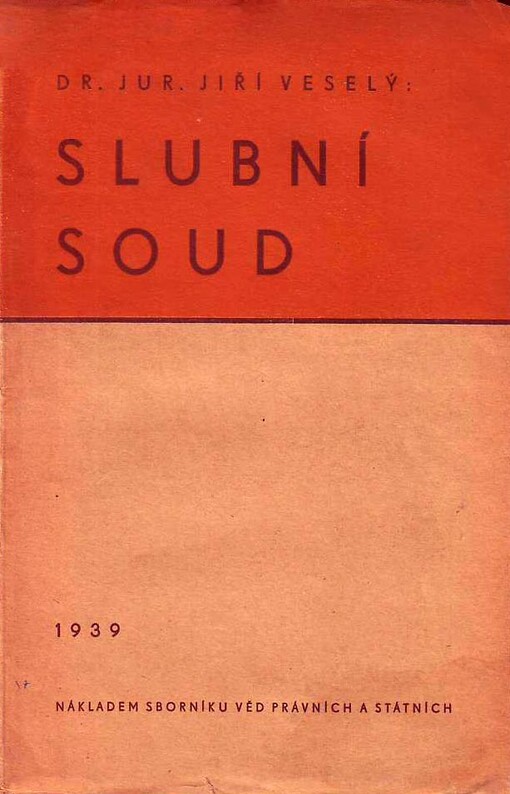 DR. JUR. JIŘÍ VESELÝ:
SLUBNÍ
SOUD
1939
NÁKLADEM SBORNÍKU VĚD PRÁVNÍCH A STÁTNÍCH